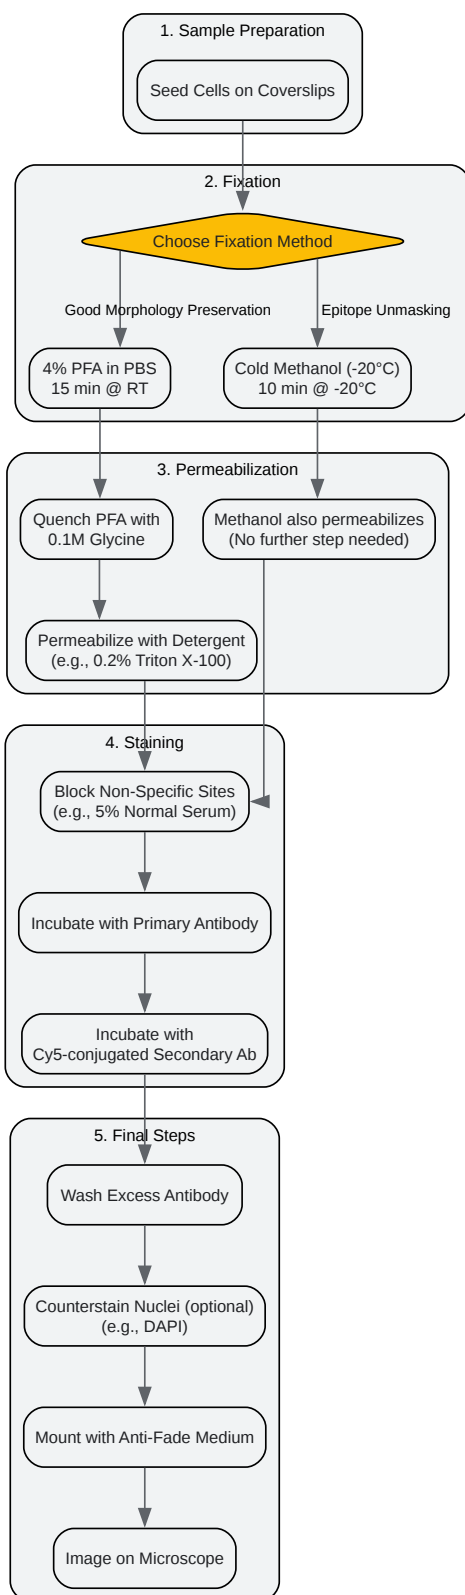 1. Sample Preparation
Seed Cells on Coverslips
2. Fixation
Choose Fixation Method
Good Morphology Preservation
Epitope Unmasking
4% PFA in PBS
15 min @ RT
Cold Methanol (-20°C)
10 min @ -20°C
3. Permeabilization
Quench PFA with
0.1M Glycine
Methanol also permeabilizes
(No further step needed)
Permeabilize with Detergent
(e.g., 0.2% Triton X-100)
4. Staining
Block Non-Specific Sites
(e.g., 5% Normal Serum)
Incubate with Primary Antibody
Incubate with
Cy5-conjugated Secondary Ab
5. Final Steps
Wash Excess Antibody
Counterstain Nuclei (optional)
(e.g., DAPI)
Mount with Anti-Fade Medium
Image on Microscope